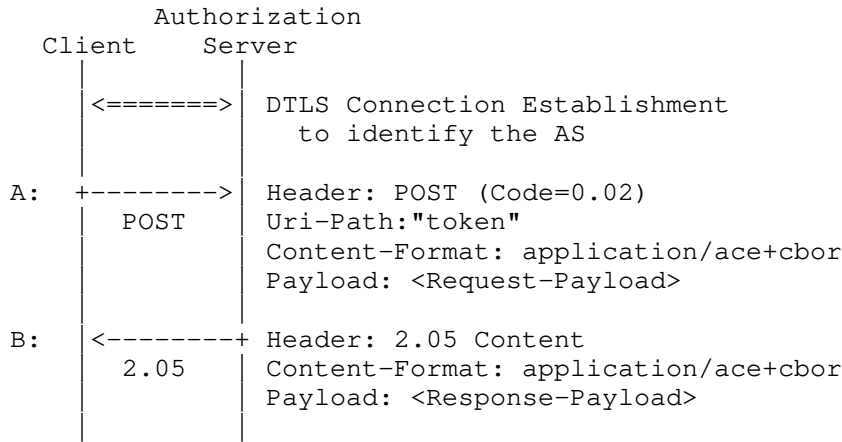 Authorization
Client Server
<=======> DTLS Connection Establishment
to identify the AS
A: +--------> Header: POST (Code=0.02)
POST Uri-Path:"token"
Content-Format: application/ace+cbor
Payload: <Request-Payload>
B: <--------+ Header: 2.05 Content
2.05 Content-Format: application/ace+cbor
Payload: <Response-Payload>